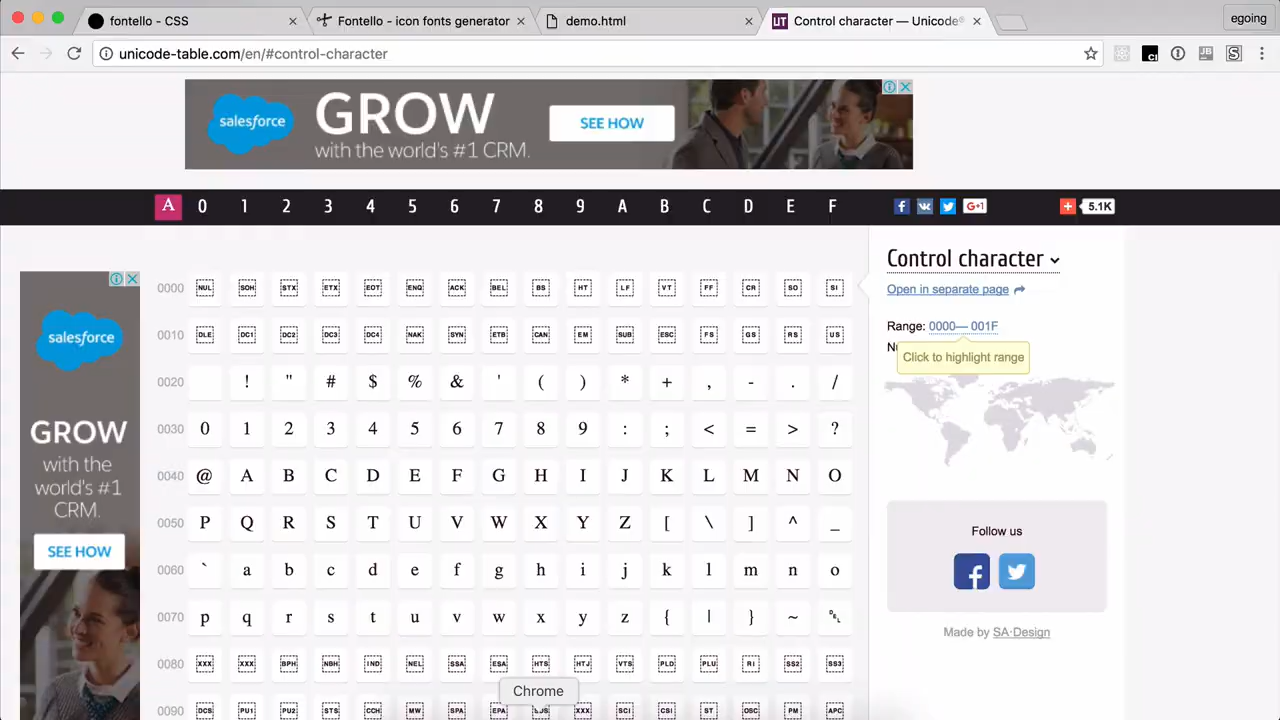 fontello - CSS
Fontello - icon fonts generator
demo.html
Control character — Unicode®
egoing
unicode-table.com/en/#control-character
salesforce
GROW
with the world's #1 CRM.
SEE HOW
A 0 1 2 3 4 5 6 7 8 9 A B C D E F
G+1
5.1K
0000 NUL SOH STX ETX EOT ENQ ACK BEL BS HT LF VT FF CR SO SI
0010 DLE DC1 DC2 DC3 DC4 NAK SYN ETB CAN EM SUB ESC FS GS RS US
0020 ! " # $ % & ' ( ) * + , - . /
0030 0 1 2 3 4 5 6 7 8 9 : ; < = > ?
0040 @ A B C D E F G H I J K L M N O
0050 P Q R S T U V W X Y Z [ \ ] ^ _
0060 ` a b c d e f g h i j k l m n o
0070 p q r s t u v w x y z { | } ~ DEL
0080 XXX XXX BPH NBH IND NEL SSA ESA HTS HTJ VTS PLD PLU RI SS2 SS3
0090 DCS PU1 PU2 STS CCH MW SPA EPA SOS XXX SCI CSI ST OSC PM APC
Chrome
salesforce
GROW
with the
world's #1
CRM.
SEE HOW
Control character
Open in separate page
Range: 0000— 001F
Click to highlight range
Follow us
Made by SA·Design